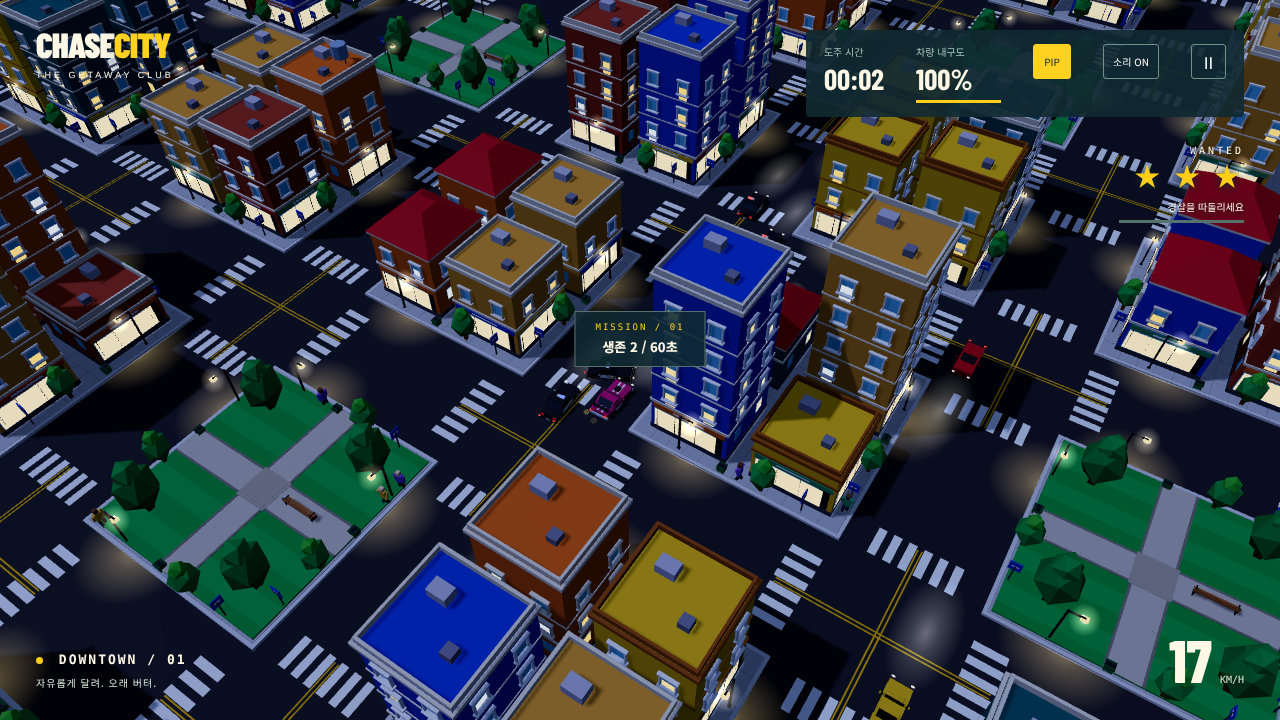 CHASECITY
THE GETAWAY CLUB
도주 시간
00:02
차량 내구도
100%
PIP
소리 ON
WANTED
경찰을 따돌리세요
MISSION / 01
생존 2 / 60초
DOWNTOWN / 01
자유롭게 달려. 오래 버텨.
17 KM/H